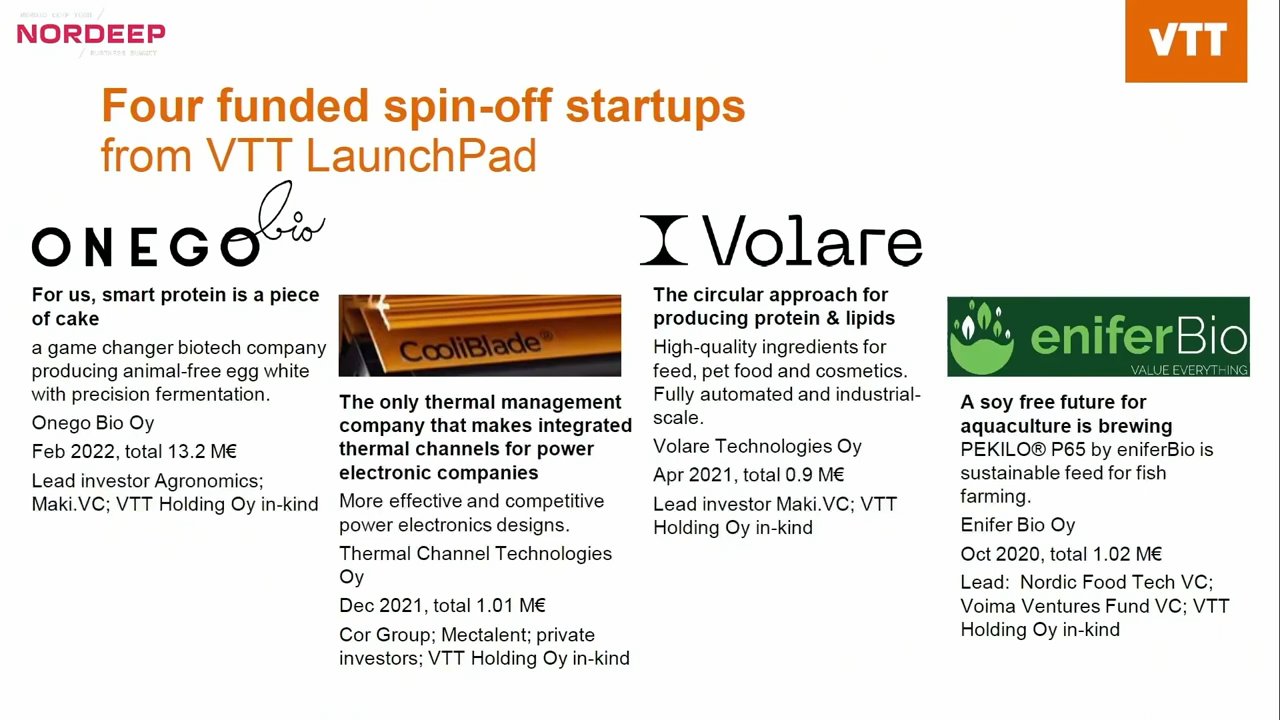 NORDEEP
VTT
Four funded spin-off startups
from VTT LaunchPad
ONEGO bio
For us, smart protein is a piece
of cake
a game changer biotech company
producing animal-free egg white
with precision fermentation.
Onego Bio Oy
Feb 2022, total 13.2 M€
Lead investor Agronomics;
Maki.VC; VTT Holding Oy in-kind
CooliBlade®
The only thermal management
company that makes integrated
thermal channels for power
electronic companies
More effective and competitive
power electronics designs.
Thermal Channel Technologies
Oy
Dec 2021, total 1.01 M€
Cor Group; Mectalent; private
investors; VTT Holding Oy in-kind
Volare
The circular approach for
producing protein & lipids
High-quality ingredients for
feed, pet food and cosmetics.
Fully automated and industrial-
scale.
Volare Technologies Oy
Apr 2021, total 0.9 M€
Lead investor Maki.VC; VTT
Holding Oy in-kind
eniferBio
VALUE EVERYTHING
A soy free future for
aquaculture is brewing
PEKILO® P65 by eniferBio is
sustainable feed for fish
farming.
Enifer Bio Oy
Oct 2020, total 1.02 M€
Lead: Nordic Food Tech VC;
Voima Ventures Fund VC; VTT
Holding Oy in-kind